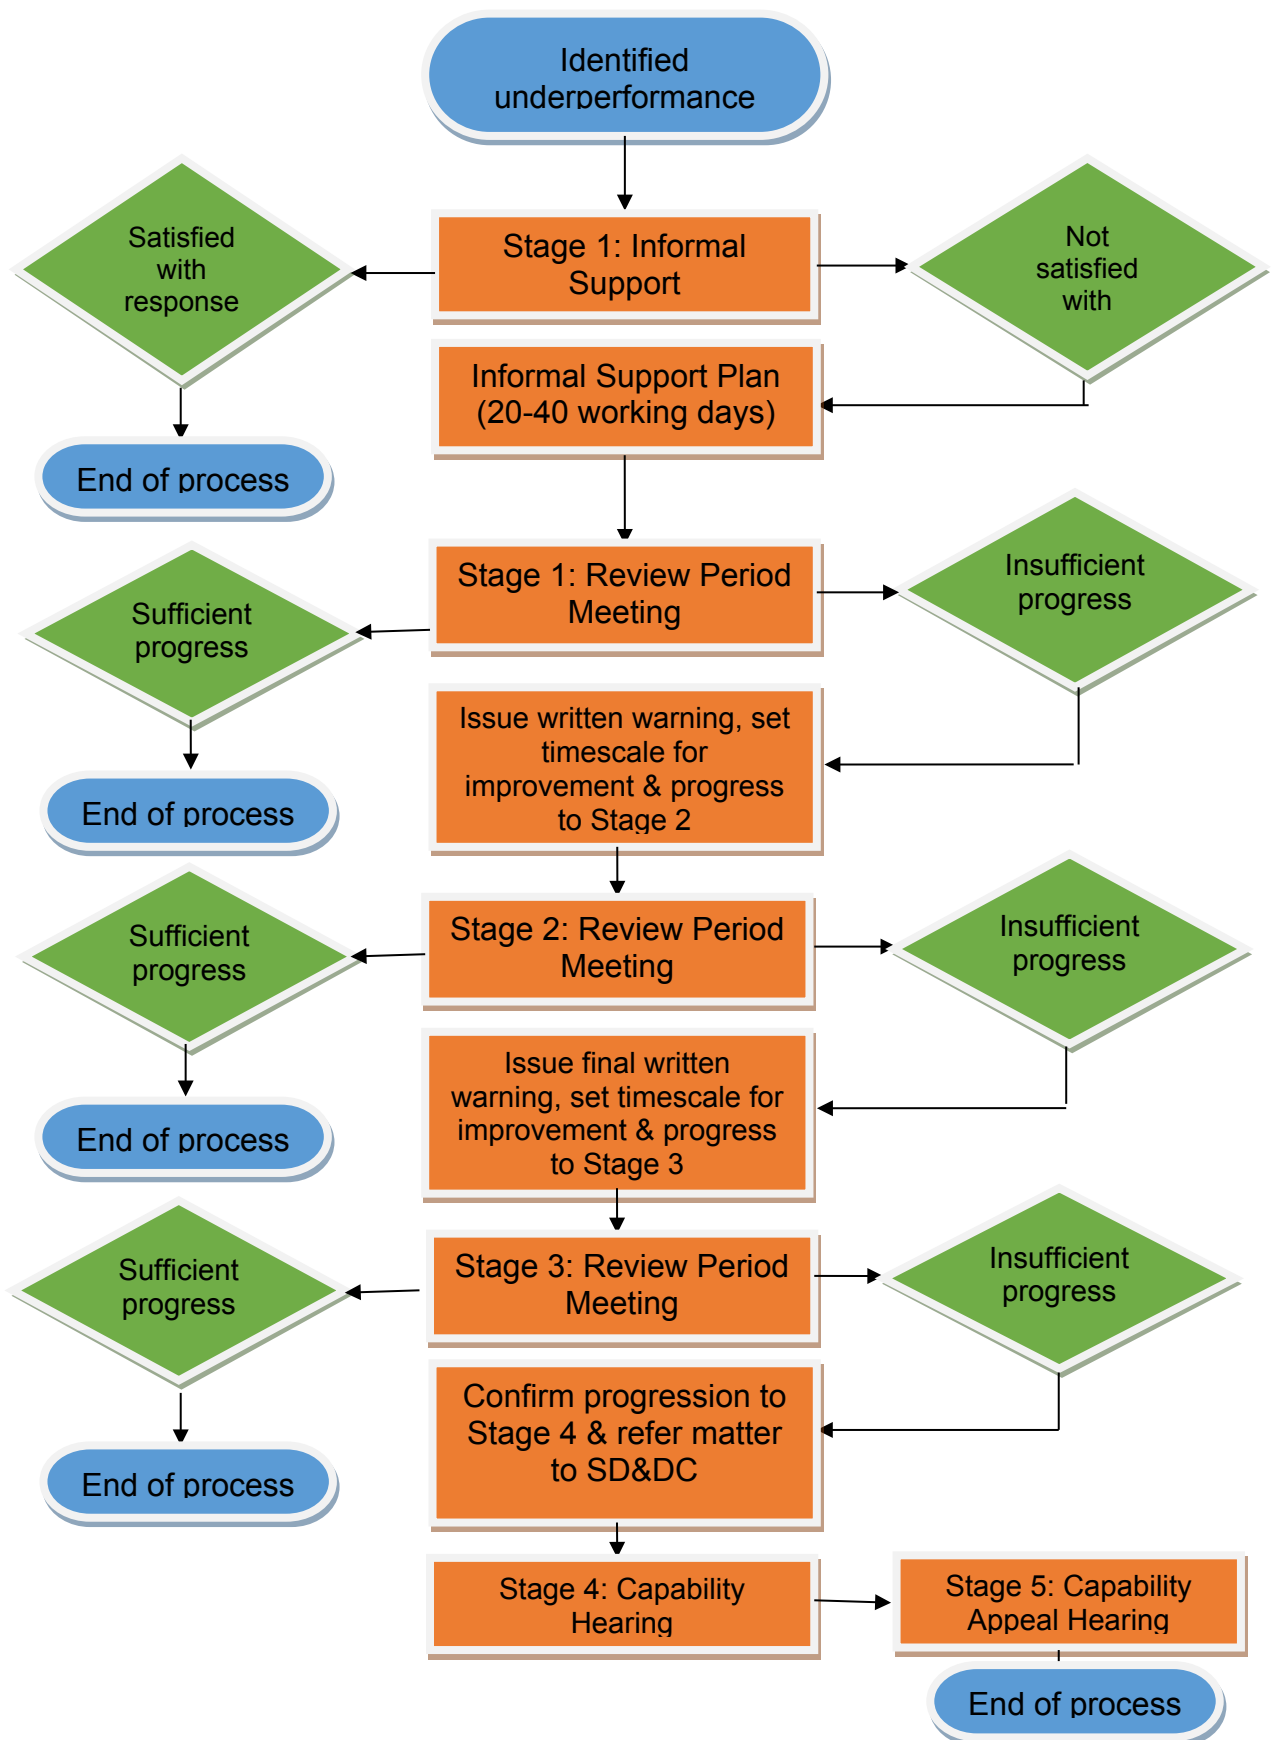 Identified
underperformance
Satisfied
with
response
Stage 1: Informal
Support
Not
satisfied
with
Informal Support Plan
(20-40 working days)
End of process
Stage 1: Review Period
Meeting
Insufficient
progress
Sufficient
progress
Issue written warning, set
timescale for
improvement & progress
to Stage 2
End of process
Sufficient
progress
Stage 2: Review Period
Meeting
Insufficient
progress
Issue final written
warning, set timescale for
improvement & progress
to Stage 3
End of process
Sufficient
progress
Stage 3: Review Period
Meeting
Insufficient
progress
Confirm progression to
Stage 4 & refer matter
to SD&DC
End of process
Stage 4: Capability
Hearing
Stage 5: Capability
Appeal Hearing
End of process